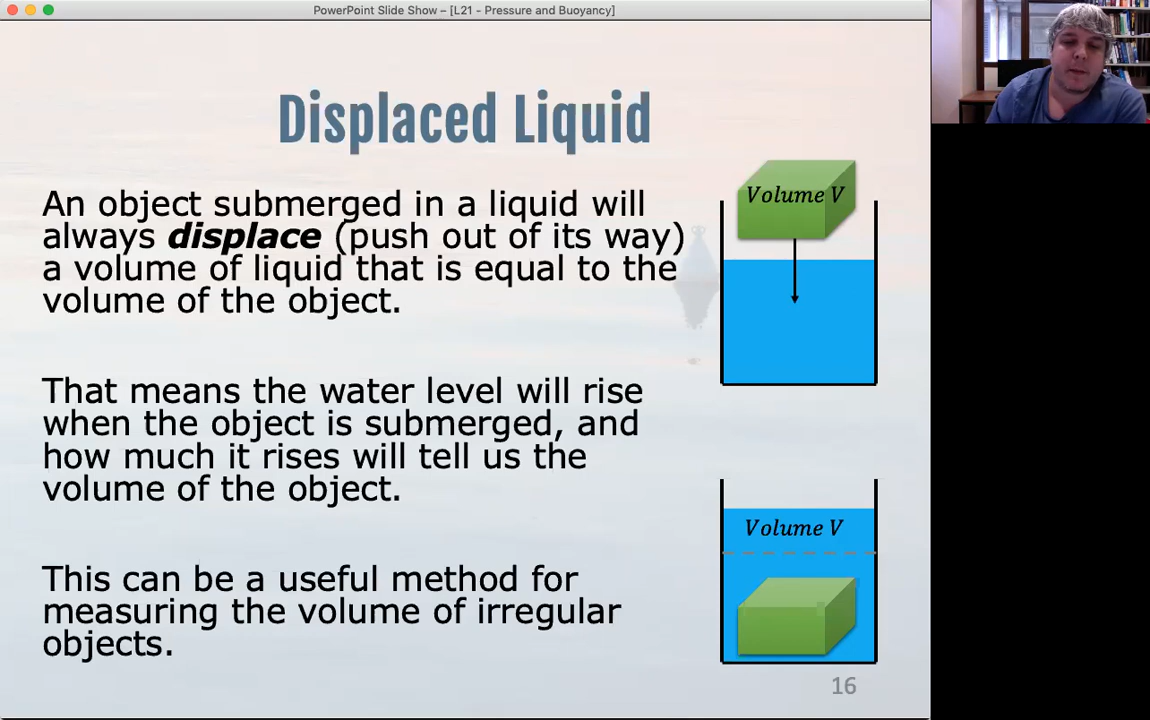 PowerPoint Slide Show – [L21 - Pressure and Buoyancy]
Displaced Liquid
An object submerged in a liquid will
always displace (push out of its way)
a volume of liquid that is equal to the
volume of the object.
That means the water level will rise
when the object is submerged, and
how much it rises will tell us the
volume of the object.
This can be a useful method for
measuring the volume of irregular
objects.
Volume V
Volume V
16